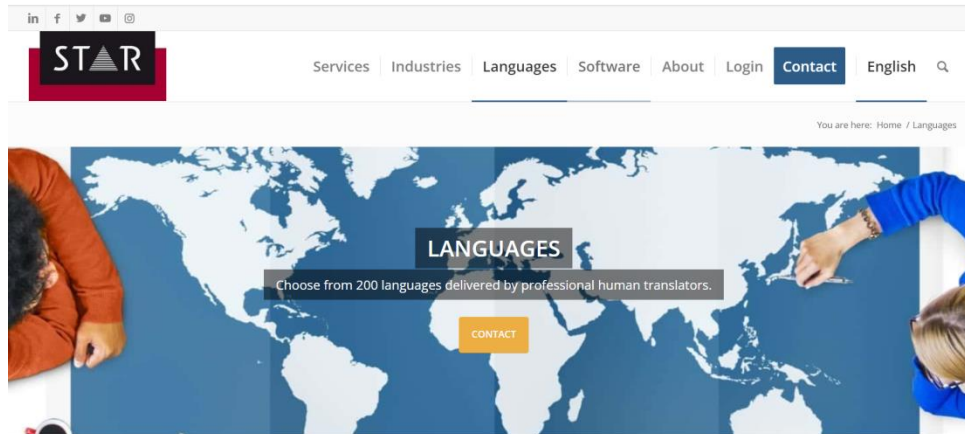 STAR
Services Industries Languages Software About Login Contact English
You are here: Home / Languages
LANGUAGES
Choose from 200 languages delivered by professional human translators.
CONTACT